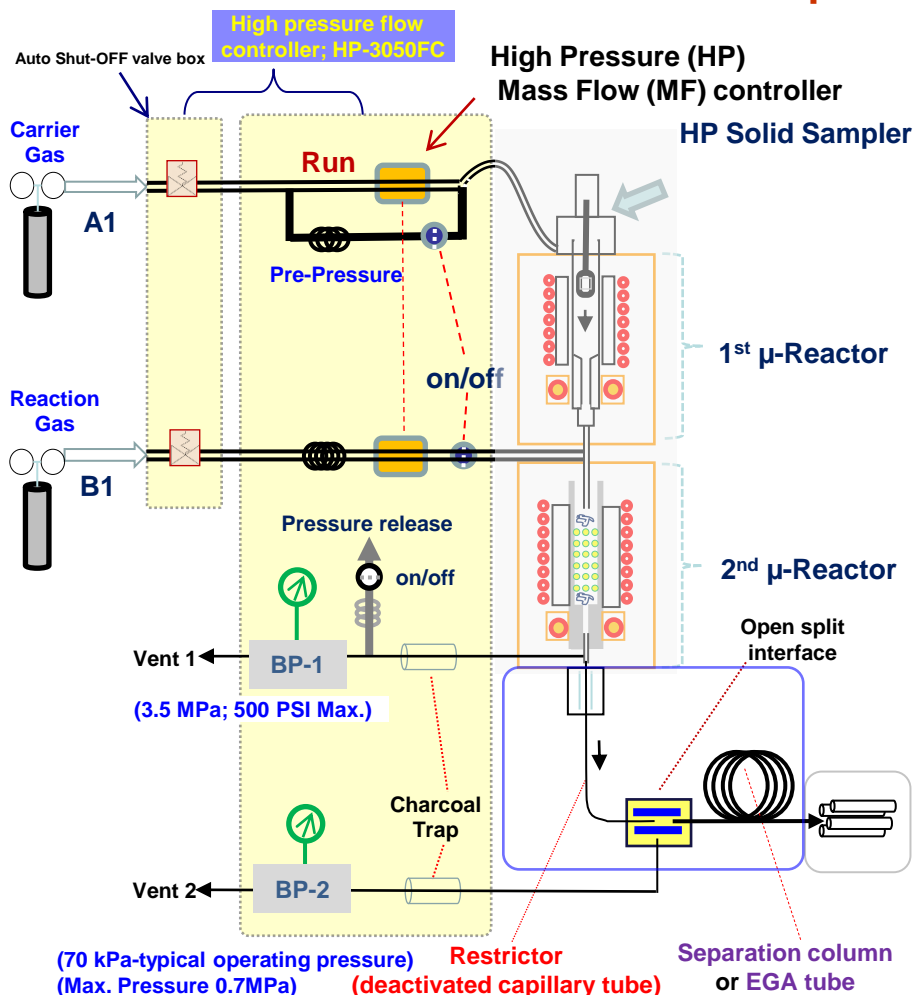 High pressure flow
controller; HP-3050FC
Auto Shut-OFF valve box
High Pressure (HP)
Mass Flow (MF) controller
HP Solid Sampler
Carrier
Gas
Run
A1
Pre-Pressure
1st µ-Reactor
on/off
Reaction
Gas
B1
Pressure release
on/off
2nd µ-Reactor
Open split
interface
Vent 1
BP-1
(3.5 MPa; 500 PSI Max.)
Charcoal
Trap
Vent 2
BP-2
(70 kPa-typical operating pressure)
(Max. Pressure 0.7MPa)
Restrictor
(deactivated capillary tube)
Separation column
or EGA tube